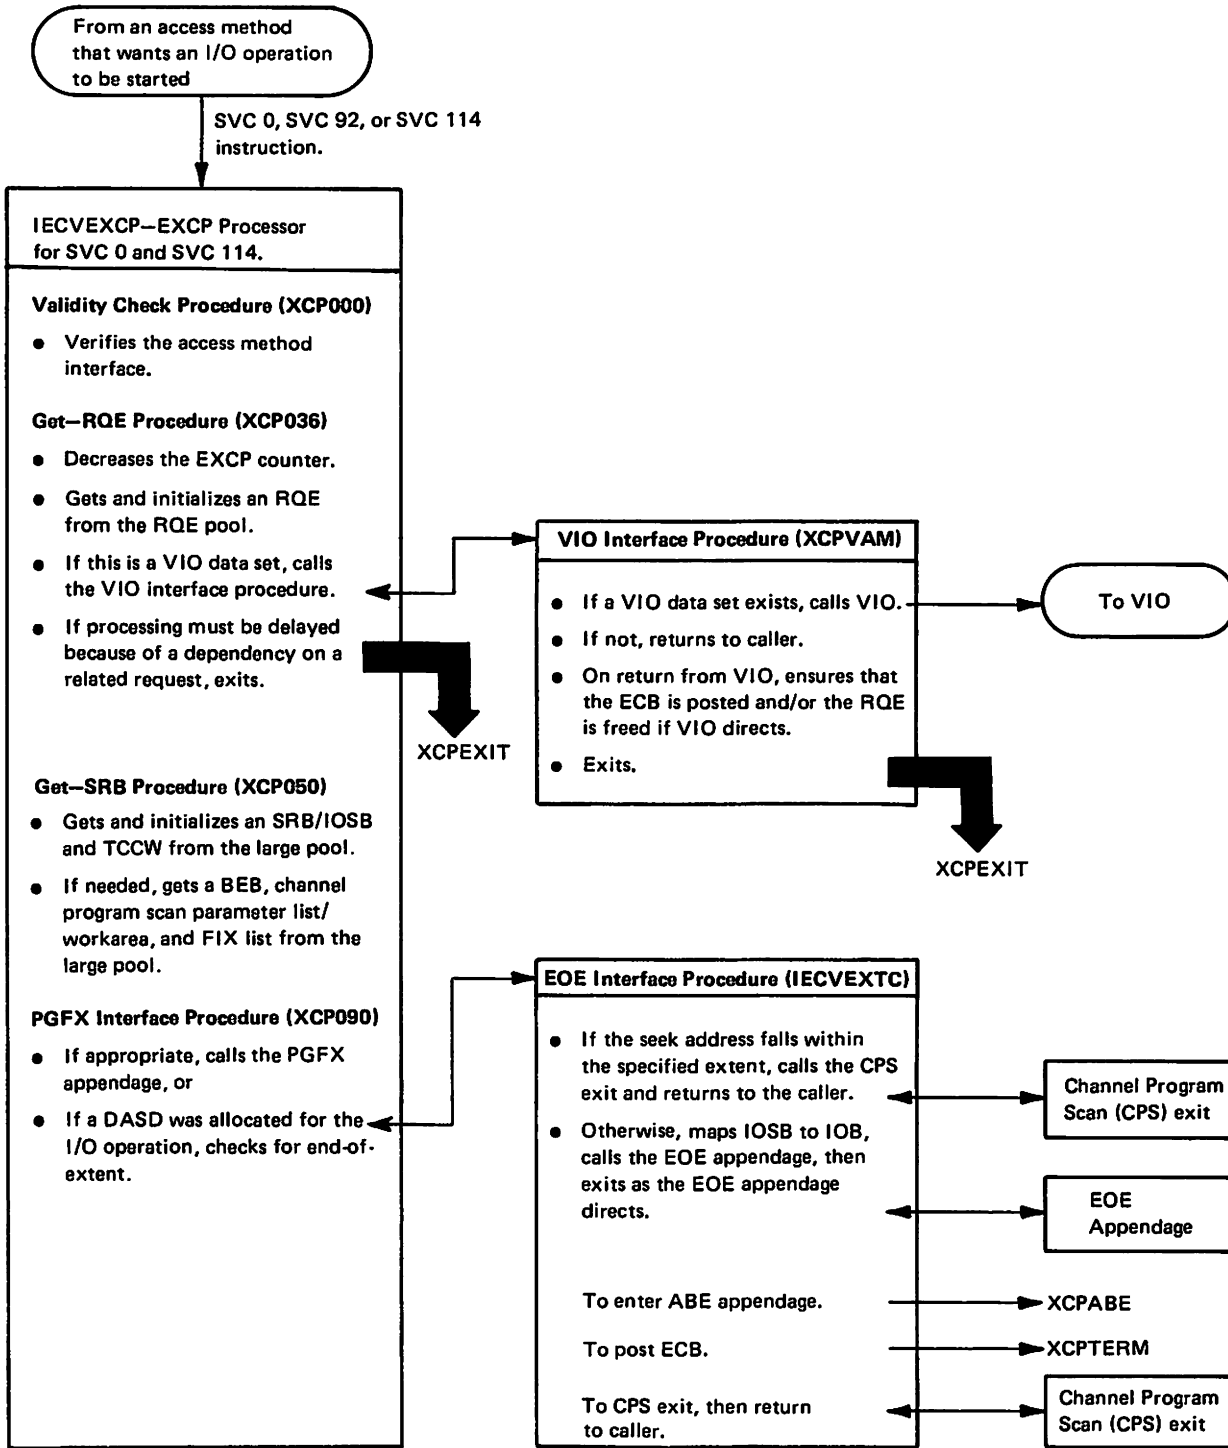 From an access method
that wants an I/O operation
to be started
SVC 0, SVC 92, or SVC 114
instruction.
IECVEXCP—EXCP Processor
for SVC 0 and SVC 114.
Validity Check Procedure (XCP000)
● Verifies the access method
interface.
Get—RQE Procedure (XCP036)
● Decreases the EXCP counter.
● Gets and initializes an RQE
from the RQE pool.
● If this is a VIO data set, calls
the VIO interface procedure.
● If processing must be delayed
because of a dependency on a
related request, exits.
XCPEXIT
Get—SRB Procedure (XCP050)
● Gets and initializes an SRB/IOSB
and TCCW from the large pool.
● If needed, gets a BEB, channel
program scan parameter list/
workarea, and FIX list from the
large pool.
PGFX Interface Procedure (XCP090)
● If appropriate, calls the PGFX
appendage, or
● If a DASD was allocated for the
I/O operation, checks for end-of-
extent.
VIO Interface Procedure (XCPVAM)
● If a VIO data set exists, calls VIO.
● If not, returns to caller.
● On return from VIO, ensures that
the ECB is posted and/or the RQE
is freed if VIO directs.
● Exits.
To VIO
XCPEXIT
EOE Interface Procedure (IECVEXTC)
● If the seek address falls within
the specified extent, calls the CPS
exit and returns to the caller.
● Otherwise, maps IOSB to IOB,
calls the EOE appendage, then
exits as the EOE appendage
directs.
Channel Program
Scan (CPS) exit
EOE
Appendage
To enter ABE appendage.
XCPABE
To post ECB.
XCPTERM
To CPS exit, then return
to caller.
Channel Program
Scan (CPS) exit